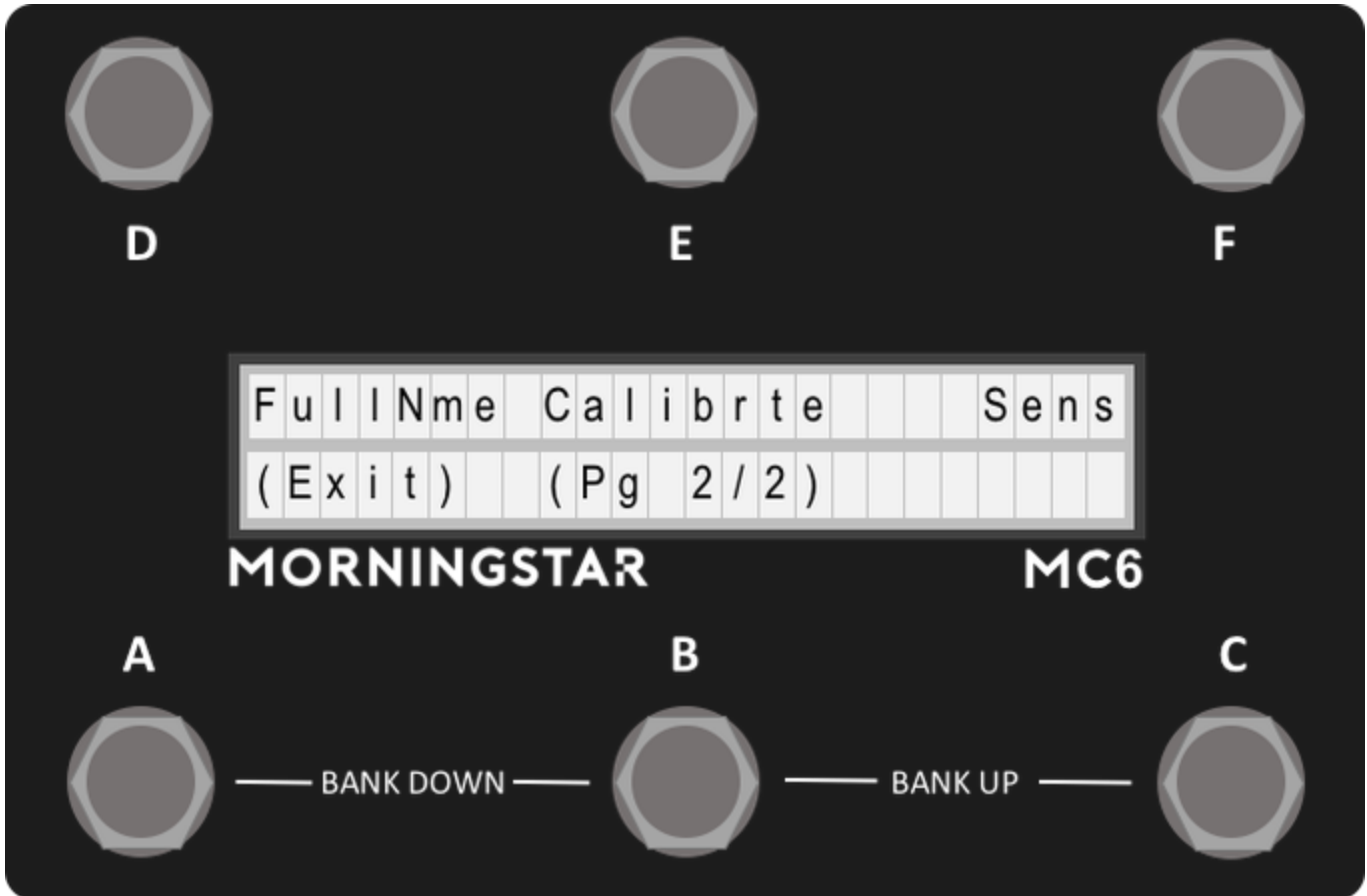 D E F
FullNme Calibrte Sens
(Exit) (Pg 2/2)
MORNINGSTAR MC6
A B C
BANK DOWN BANK UP